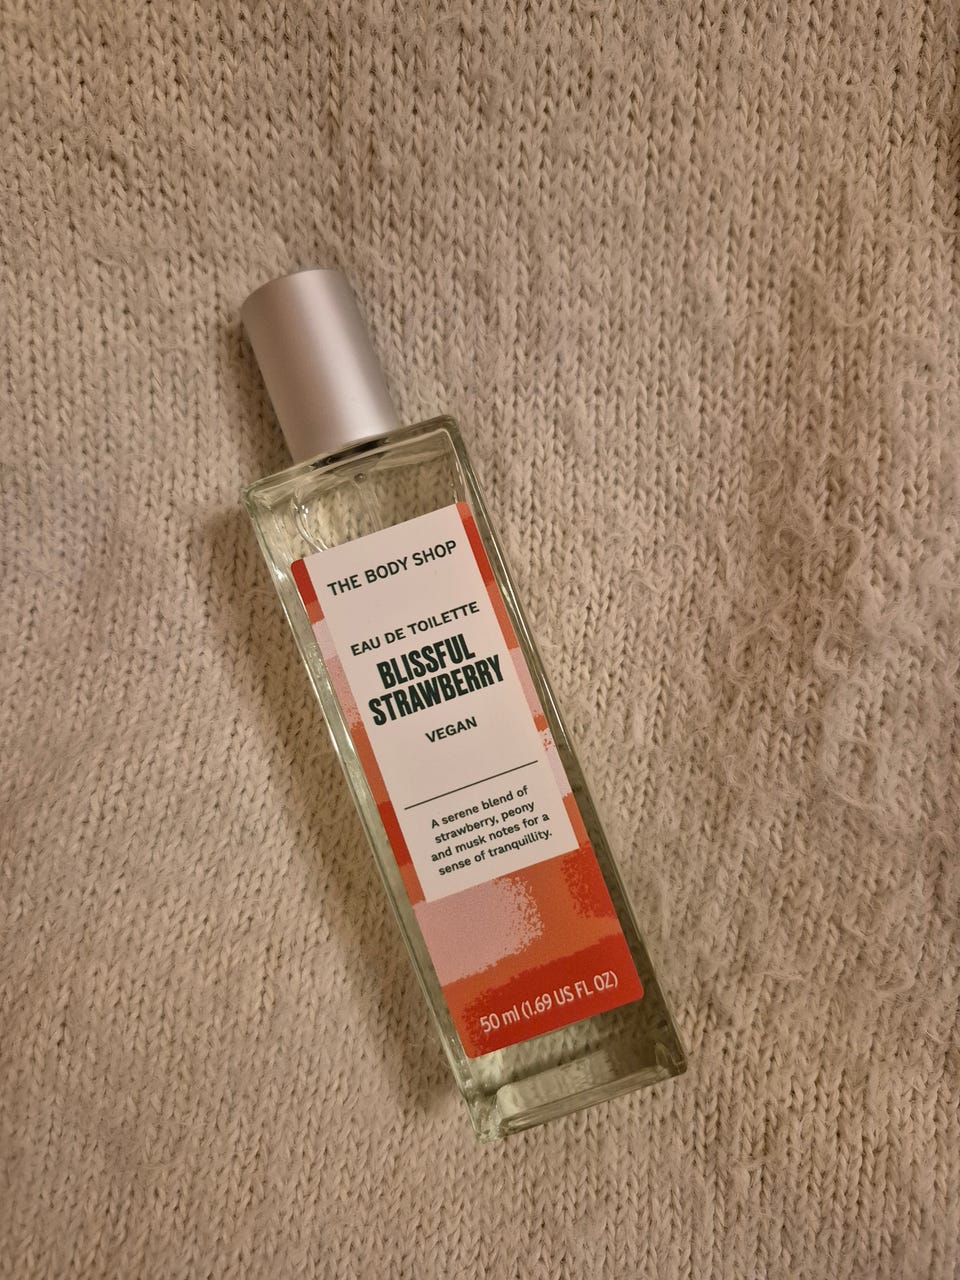 THE BODY SHOP
EAU DE TOILETTE
BLISSFUL
STRAWBERRY
VEGAN
A serene blend of
strawberry, peony
and musk notes for a
sense of tranquillity.
50 ml (1.69 US FL OZ)